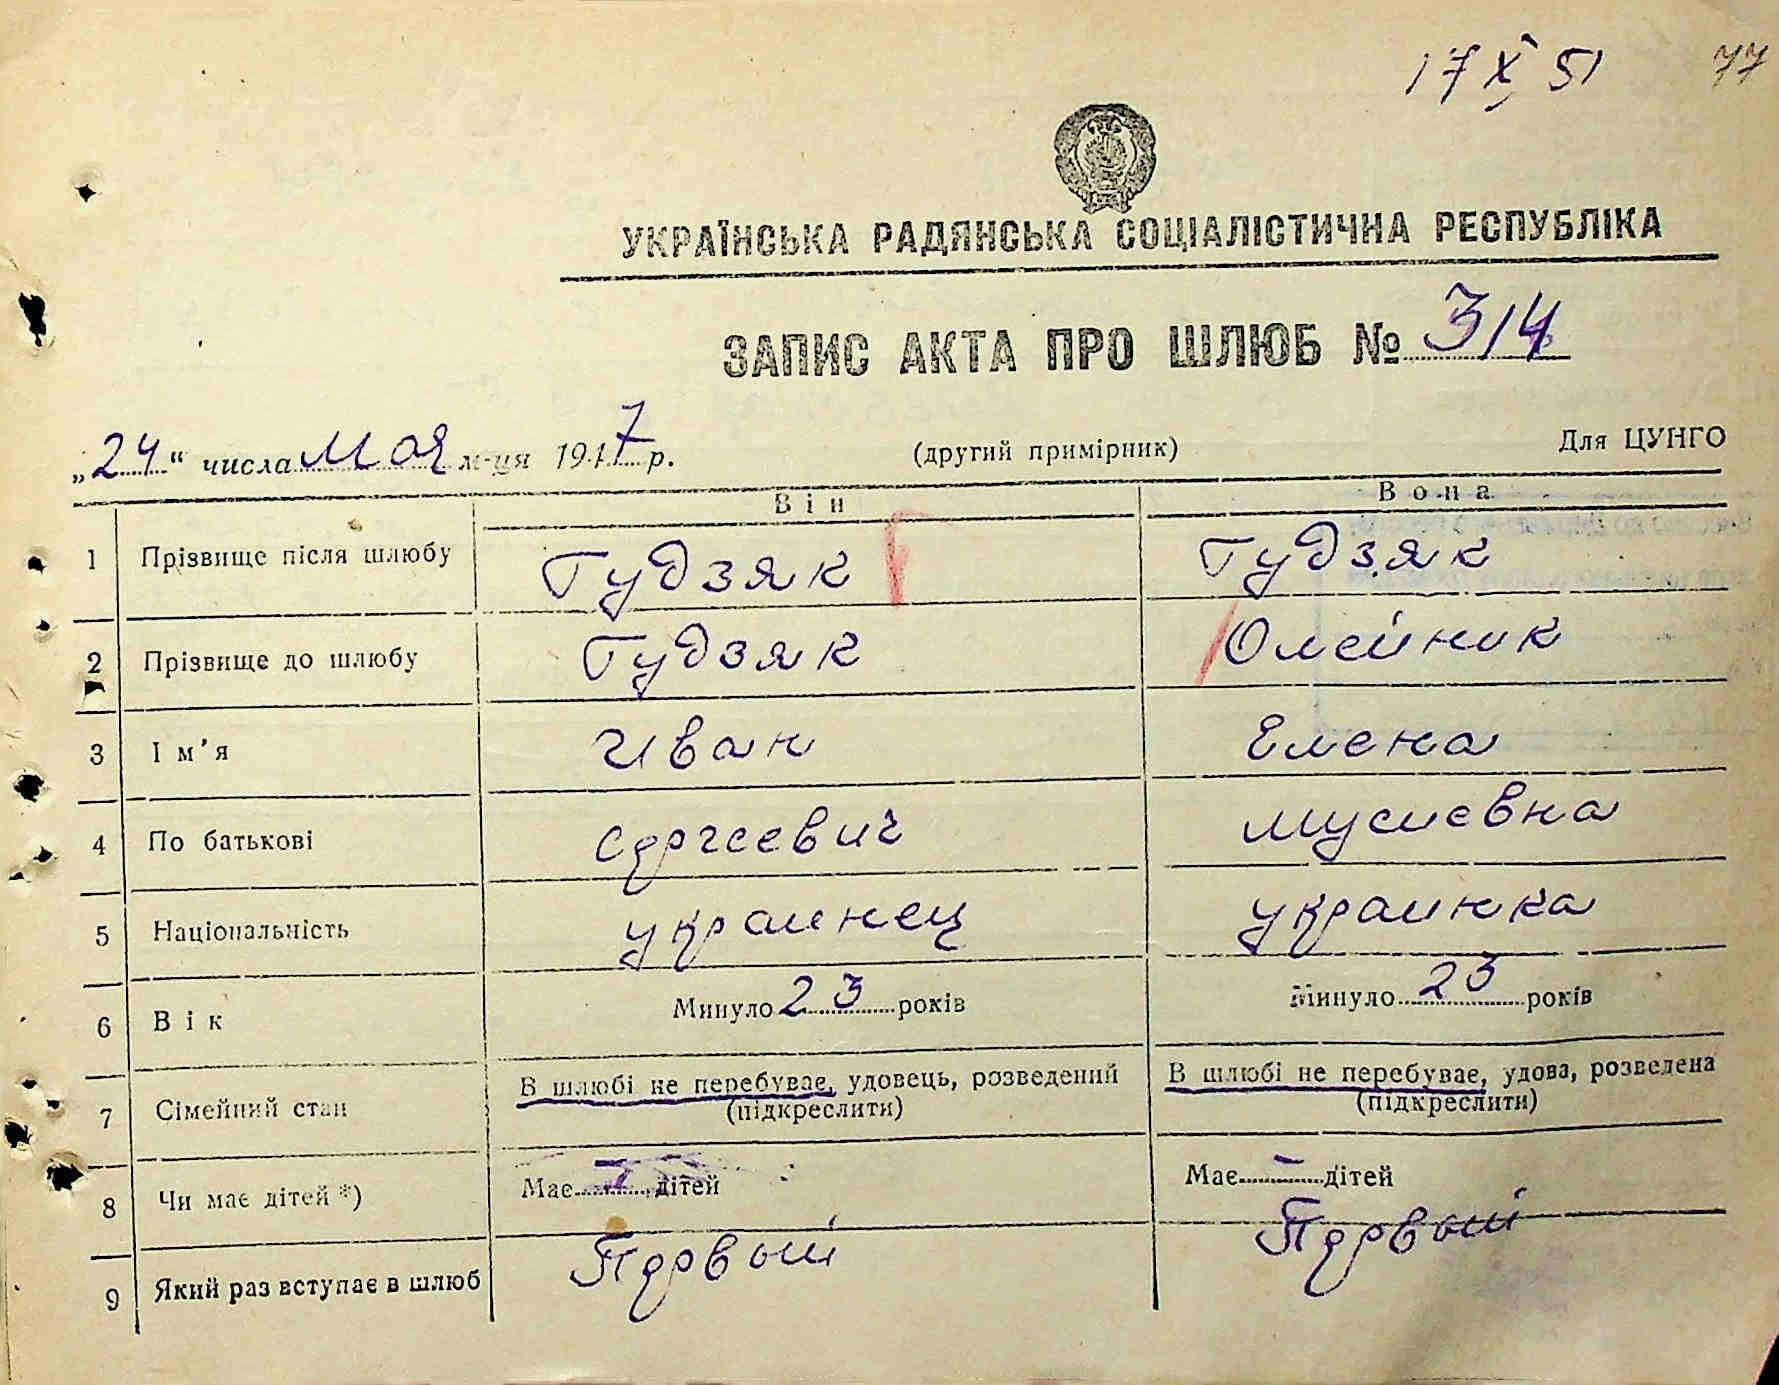 17 X 51 77
УКРАЇНСЬКА РАДЯНСЬКА СОЦІАЛІСТИЧНА РЕСПУБЛІКА
ЗАПИС АКТА ПРО ШЛЮБ № 314
„24“ числа Мая м-ця 1947 р. (другий примірник) Для ЦУНГО
Він Вона
1 Прізвище після шлюбу Гудзяк Гудзяк
2 Прізвище до шлюбу Гудзяк Олейник
3 Ім’я Иван Елена
4 По батькові Сергеевич Мусиевна
5 Національність украинец украинка
6 Вік Минуло 23 років Минуло 23 років
7 Сімейний стан В шлюбі не перебуває, удовець, розведений (підкреслити) В шлюбі не перебуває, удова, розведена (підкреслити)
8 Чи має дітей *) Має - дітей Має - дітей
9 Який раз вступає в шлюб Первый Первый